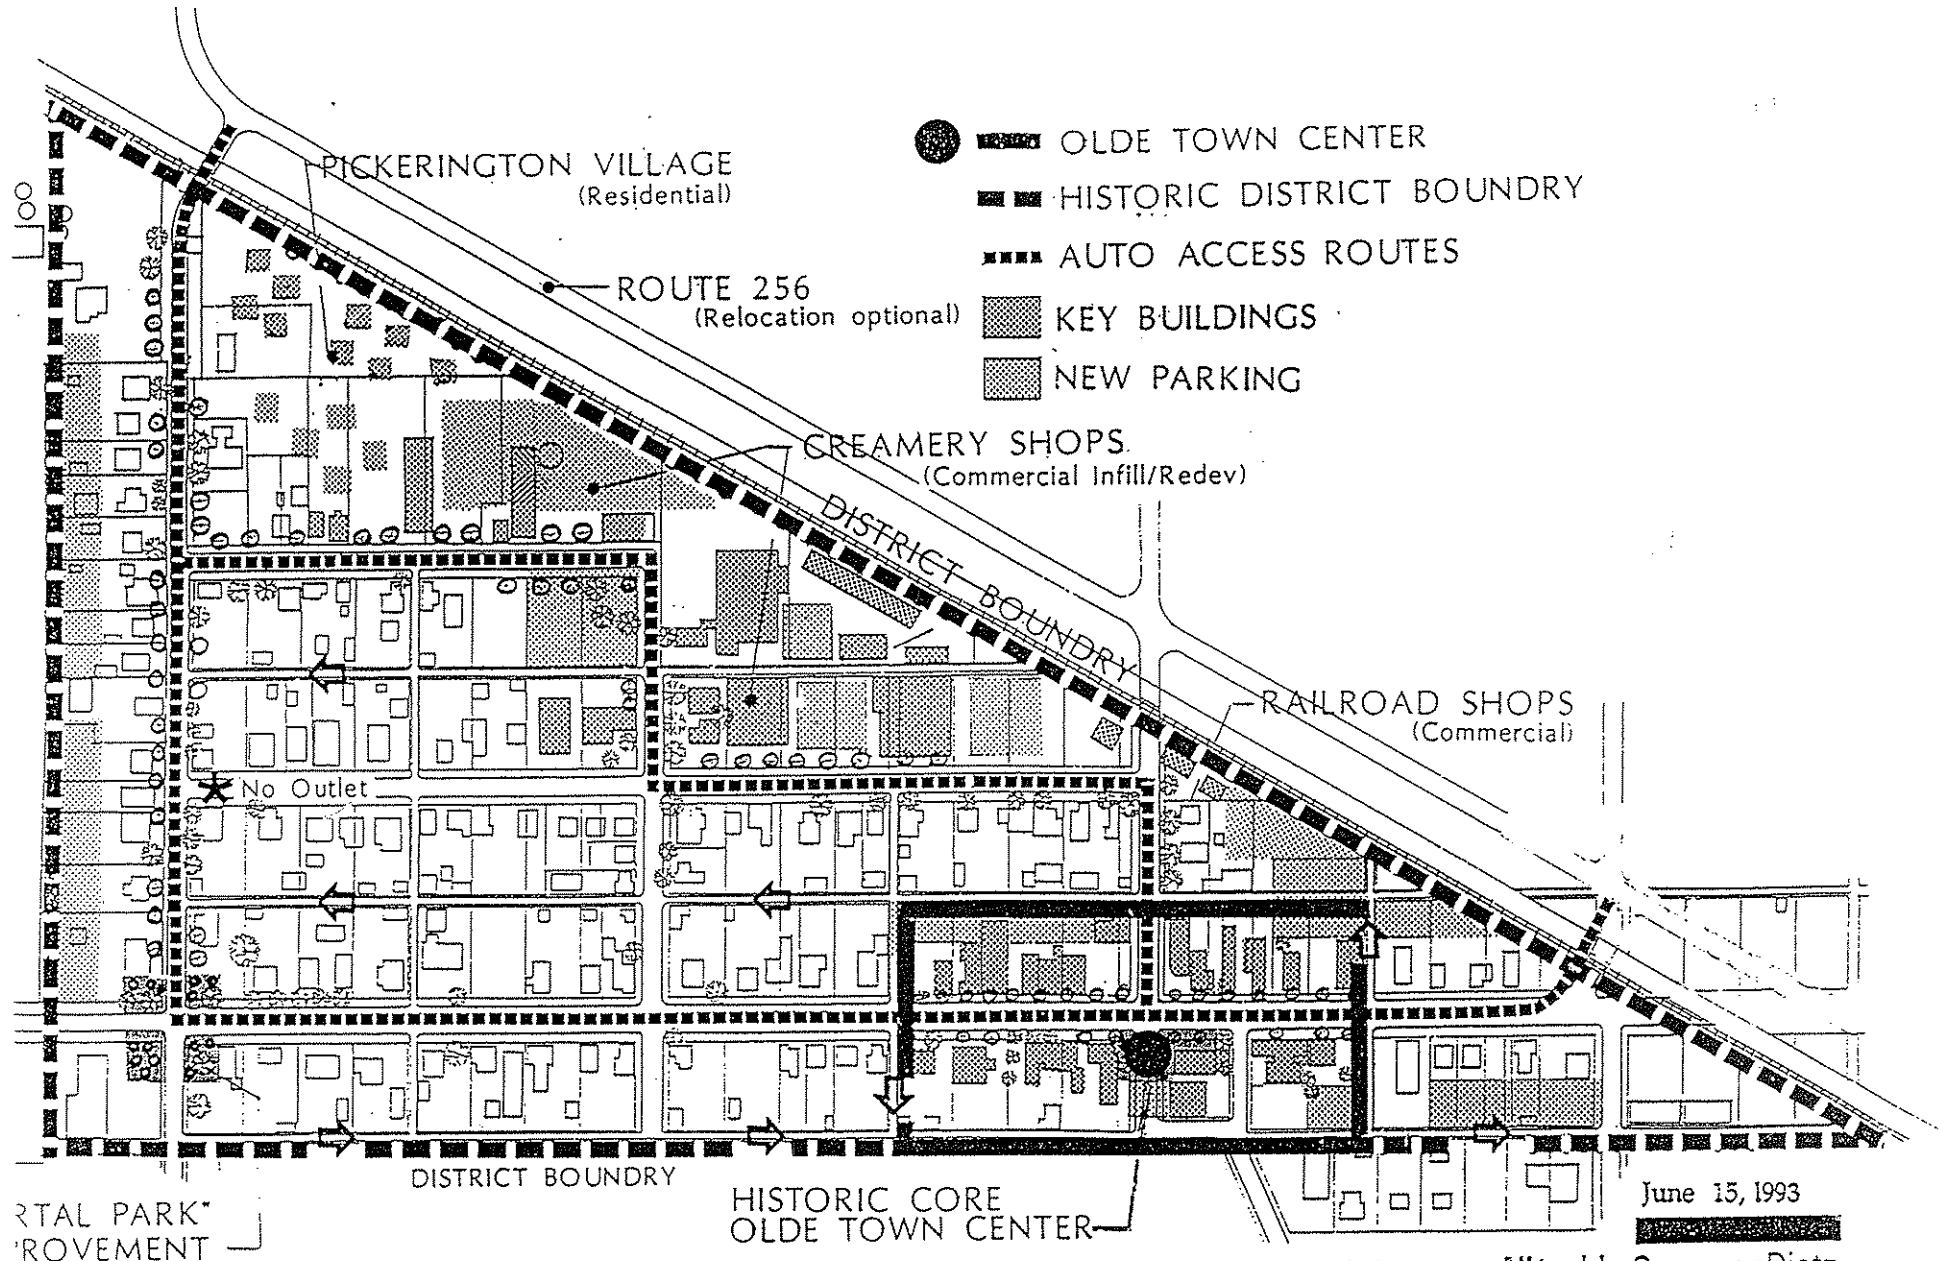 PICKERINGTON VILLAGE
(Residential)
ROUTE 256
(Relocation optional)
OLDE TOWN CENTER
HISTORIC DISTRICT BOUNDRY
AUTO ACCESS ROUTES
KEY BUILDINGS
NEW PARKING
CREAMERY SHOPS
(Commercial Infill/Redev)
DISTRICT BOUNDRY
RAILROAD SHOPS
(Commercial)
No Outlet
DISTRICT BOUNDRY
HISTORIC CORE
OLDE TOWN CENTER
RTAL PARK"
ROVEMENT
June 15, 1993